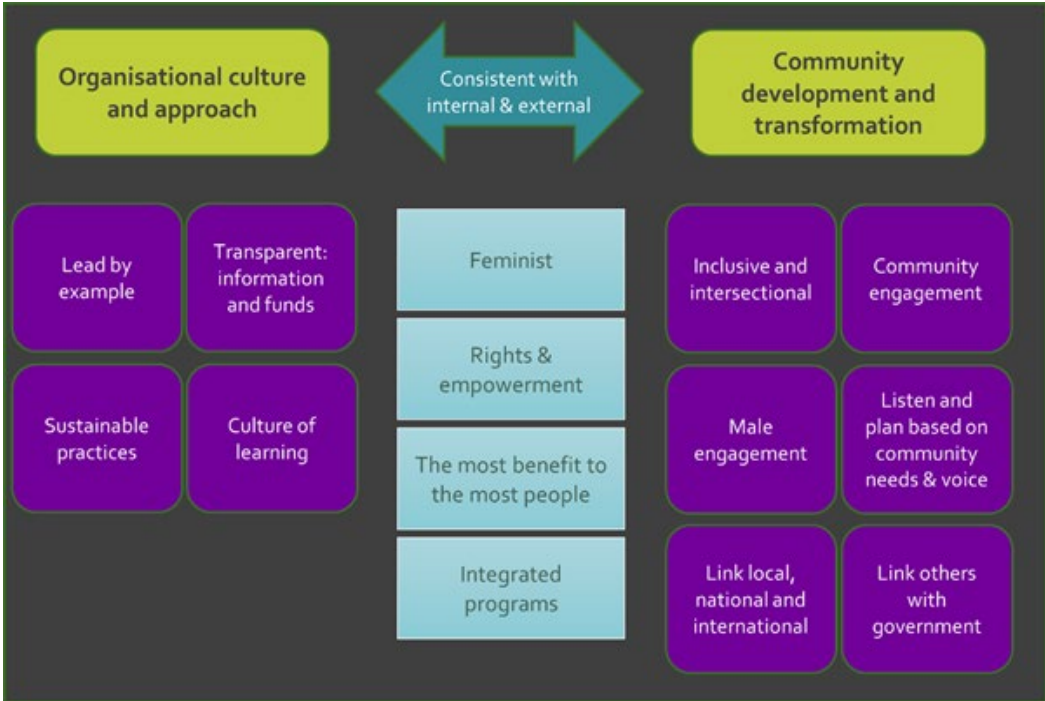 Organisational culture
and approach
Consistent with
internal & external
Community
development and
transformation
Lead by
example
Transparent:
information
and funds
Sustainable
practices
Culture of
learning
Feminist
Rights &
empowerment
The most benefit to
the most people
Integrated
programs
Inclusive and
intersectional
Community
engagement
Male
engagement
Listen and
plan based on
community
needs & voice
Link local,
national and
international
Link others
with
government